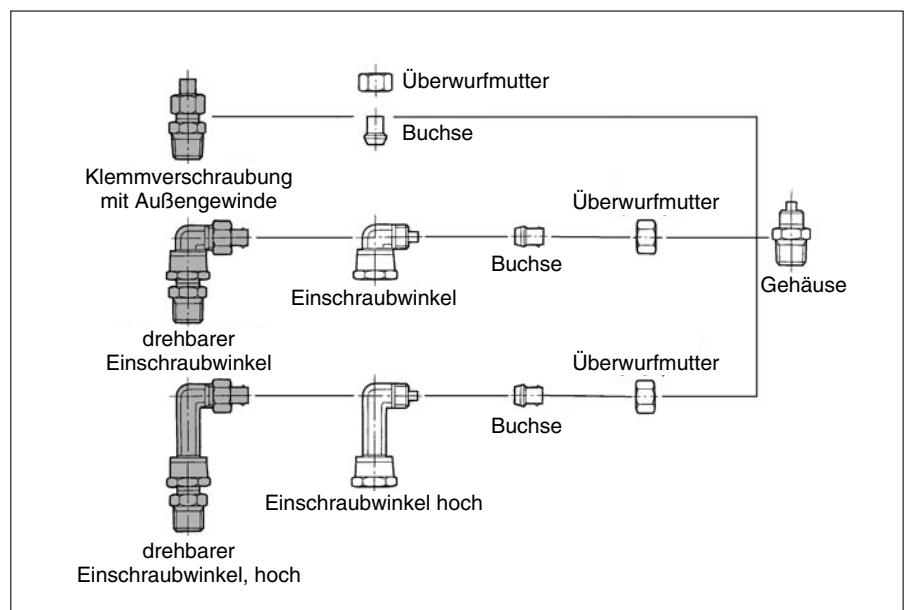 Überwurfmutter
Buchse
Klemmverschraubung
mit Außengewinde
Überwurfmutter
Buchse
Einschraubwinkel
Gehäuse
drehbarer
Einschraubwinkel
Überwurfmutter
Buchse
Einschraubwinkel hoch
drehbarer
Einschraubwinkel, hoch